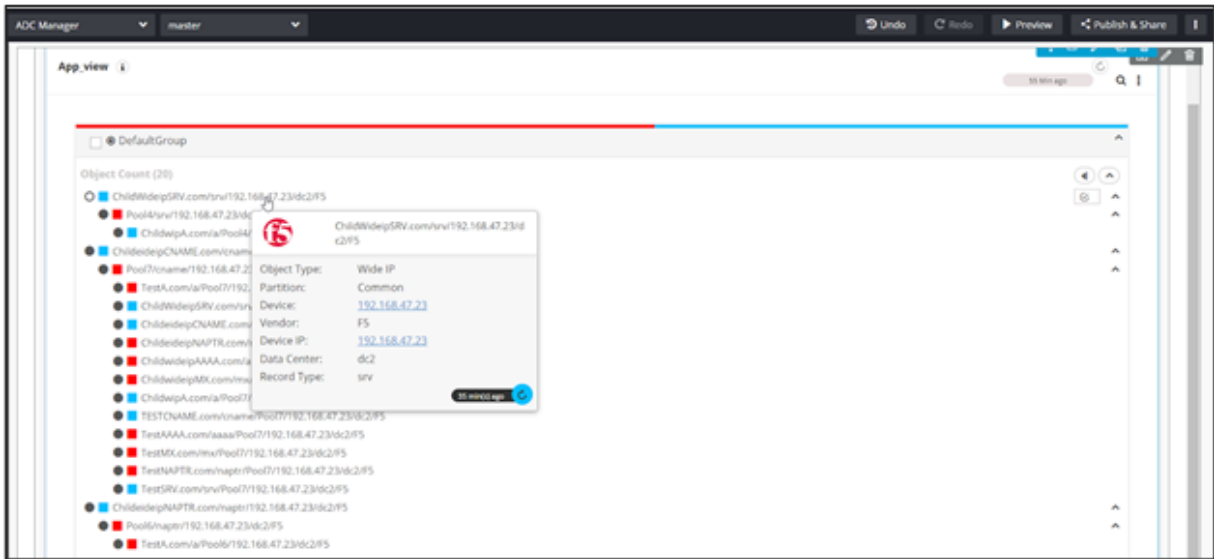 ADC Manager master Undo Redo Preview Publish & Share
App_view i
55 Min ago
DefaultGroup
Object Count (20)
ChildWideipSRV.com/srv/192.168.47.23/dc2/F5
Pool4/srv/192.168.47.23/dc
ChildwipA.com/a/Pool4/
ChildeideipCNAME.com/cname
Pool7/cname/192.168.47.2
TestA.com/a/Pool7/192.
ChildWideipSRV.com/srv
ChildeideipCNAME.com/
ChildeideipNAPTR.com/
ChildwideipAAAA.com/a
ChildwideipMX.com/mx
ChildwipA.com/a/Pool7/
TESTCNAME.com/cname/Pool7/192.168.47.23/dc2/F5
TestAAAA.com/aaaa/Pool7/192.168.47.23/dc2/F5
TestMX.com/mx/Pool7/192.168.47.23/dc2/F5
TestNAPTR.com/naptr/Pool7/192.168.47.23/dc2/F5
TestSRV.com/srv/Pool7/192.168.47.23/dc2/F5
ChildeideipNAPTR.com/naptr/192.168.47.23/dc2/F5
Pool6/naptr/192.168.47.23/dc2/F5
TestA.com/a/Pool6/192.168.47.23/dc2/F5
f5
ChildWideipSRV.com/srv/192.168.47.23/d
c2/F5
Object Type: Wide IP
Partition: Common
Device: 192.168.47.23
Vendor: F5
Device IP: 192.168.47.23
Data Center: dc2
Record Type: srv
35 min(s) ago